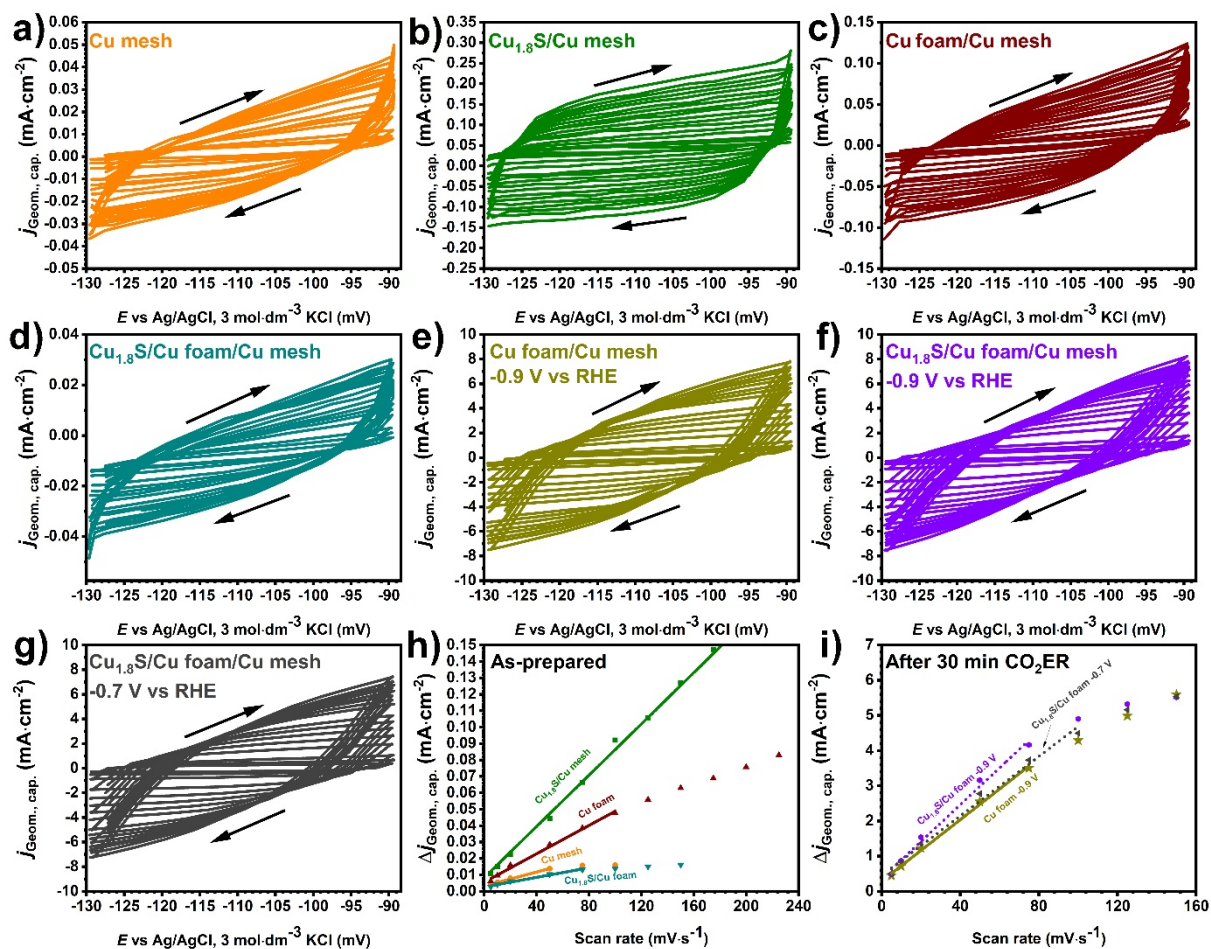 a)
Cu mesh
j Geom., cap. (mA·cm⁻²)
0.06
0.05
0.04
0.03
0.02
0.01
0.00
-0.01
-0.02
-0.03
-0.04
-0.05
-130 -125 -120 -115 -110 -105 -100 -95 -90
E vs Ag/AgCl, 3 mol·dm⁻³ KCl (mV)
b)
Cu₁.₈S/Cu mesh
j Geom., cap. (mA·cm⁻²)
0.35
0.30
0.25
0.20
0.15
0.10
0.05
0.00
-0.05
-0.10
-0.15
-0.20
-0.25
-130 -125 -120 -115 -110 -105 -100 -95 -90
E vs Ag/AgCl, 3 mol·dm⁻³ KCl (mV)
c)
Cu foam/Cu mesh
j Geom., cap. (mA·cm⁻²)
0.15
0.10
0.05
0.00
-0.05
-0.10
-0.15
-130 -125 -120 -115 -110 -105 -100 -95 -90
E vs Ag/AgCl, 3 mol·dm⁻³ KCl (mV)
d)
Cu₁.₈S/Cu foam/Cu mesh
j Geom., cap. (mA·cm⁻²)
0.04
0.02
0.00
-0.02
-0.04
-130 -125 -120 -115 -110 -105 -100 -95 -90
E vs Ag/AgCl, 3 mol·dm⁻³ KCl (mV)
e)
Cu foam/Cu mesh
-0.9 V vs RHE
j Geom., cap. (mA·cm⁻²)
10
8
6
4
2
0
-2
-4
-6
-8
-10
-130 -125 -120 -115 -110 -105 -100 -95 -90
E vs Ag/AgCl, 3 mol·dm⁻³ KCl (mV)
f)
Cu₁.₈S/Cu foam/Cu mesh
-0.9 V vs RHE
j Geom., cap. (mA·cm⁻²)
10
8
6
4
2
0
-2
-4
-6
-8
-10
-130 -125 -120 -115 -110 -105 -100 -95 -90
E vs Ag/AgCl, 3 mol·dm⁻³ KCl (mV)
g)
Cu₁.₈S/Cu foam/Cu mesh
-0.7 V vs RHE
j Geom., cap. (mA·cm⁻²)
10
8
6
4
2
0
-2
-4
-6
-8
-10
-130 -125 -120 -115 -110 -105 -100 -95 -90
E vs Ag/AgCl, 3 mol·dm⁻³ KCl (mV)
h)
As-prepared
Δj Geom., cap. (mA·cm⁻²)
0.15
0.14
0.12
0.11
0.09
0.08
0.06
0.04
0.03
0.01
0.00
Cu₁.₈S/Cu mesh
Cu foam
Cu mesh
Cu₁.₈S/Cu foam
0 40 80 120 160 200 240
Scan rate (mV·s⁻¹)
i)
After 30 min CO₂ER
Δj Geom., cap. (mA·cm⁻²)
7
6
5
4
3
2
1
0
Cu₁.₈S/Cu foam -0.7 V
Cu₁.₈S/Cu foam -0.9 V
Cu foam -0.9 V
0 40 80 120 160
Scan rate (mV·s⁻¹)